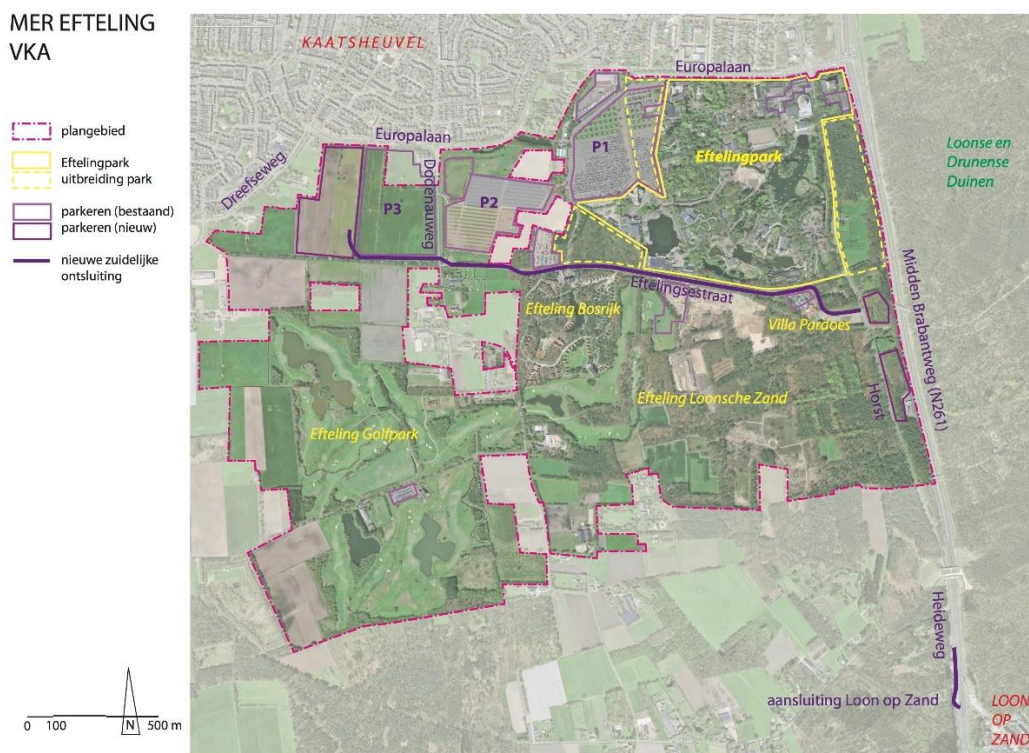 MER EFTELING
VKA
plangebied
Eftelingpark
uitbreiding park
parkeren (bestaand)
parkeren (nieuw)
nieuwe zuidelijke
ontsluiting
N
0 100 500 m
KAATSHEUVEL
Europalaan
Europalaan
Dreefseweg
Dodenauweg
P1
P2
P3
Eftelingpark
Loonse en
Drunense
Duinen
Midden Brabantweg (N261)
Eftelingsestraat
Efteling Bosrijk
Villa Pardoes
Efteling Loonsche Zand
Horst
Efteling Golfpark
Heideweg
aansluiting Loon op Zand
LOON
OP
ZAND